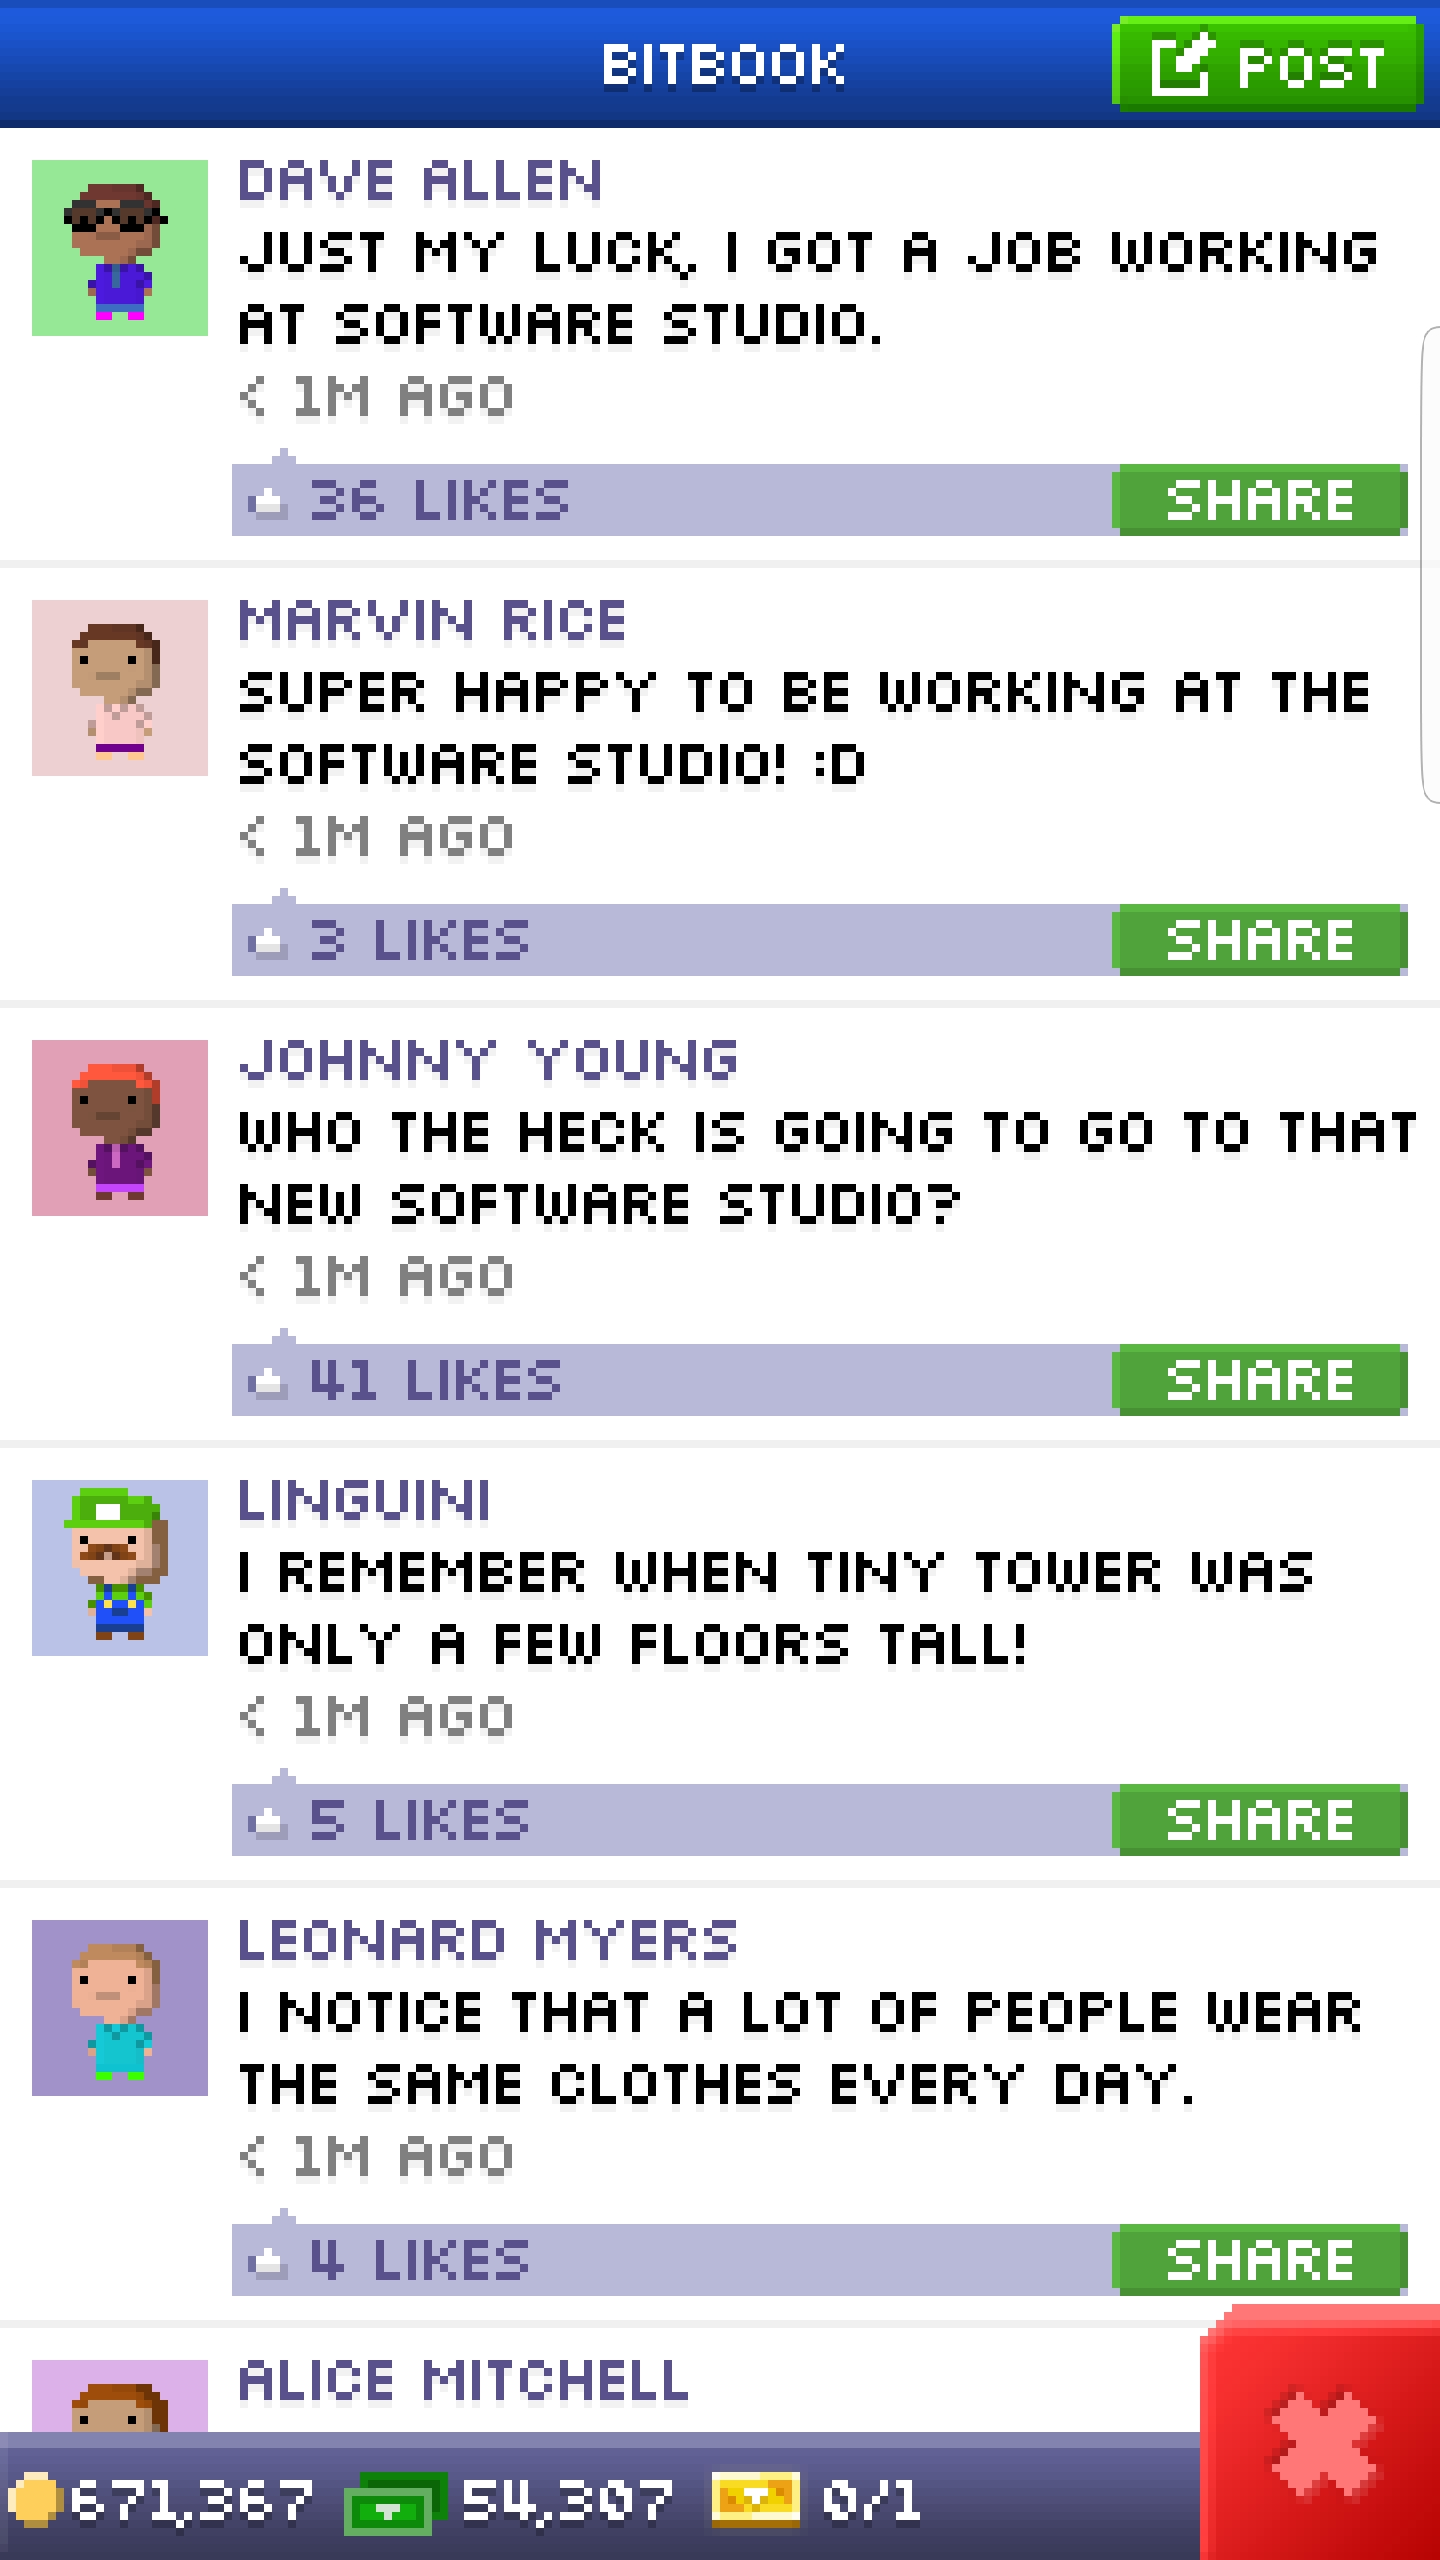 BITBOOK
POST
DAVE ALLEN
JUST MY LUCK, I GOT A JOB WORKING
AT SOFTWARE STUDIO.
< 1M AGO
36 LIKES
SHARE
MARVIN RICE
SUPER HAPPY TO BE WORKING AT THE
SOFTWARE STUDIO! :D
< 1M AGO
3 LIKES
SHARE
JOHNNY YOUNG
WHO THE HECK IS GOING TO GO TO THAT
NEW SOFTWARE STUDIO?
< 1M AGO
41 LIKES
SHARE
LINGUINI
I REMEMBER WHEN TINY TOWER WAS
ONLY A FEW FLOORS TALL!
< 1M AGO
5 LIKES
SHARE
LEONARD MYERS
I NOTICE THAT A LOT OF PEOPLE WEAR
THE SAME CLOTHES EVERY DAY.
< 1M AGO
4 LIKES
SHARE
ALICE MITCHELL
671,367 54,307 0/1